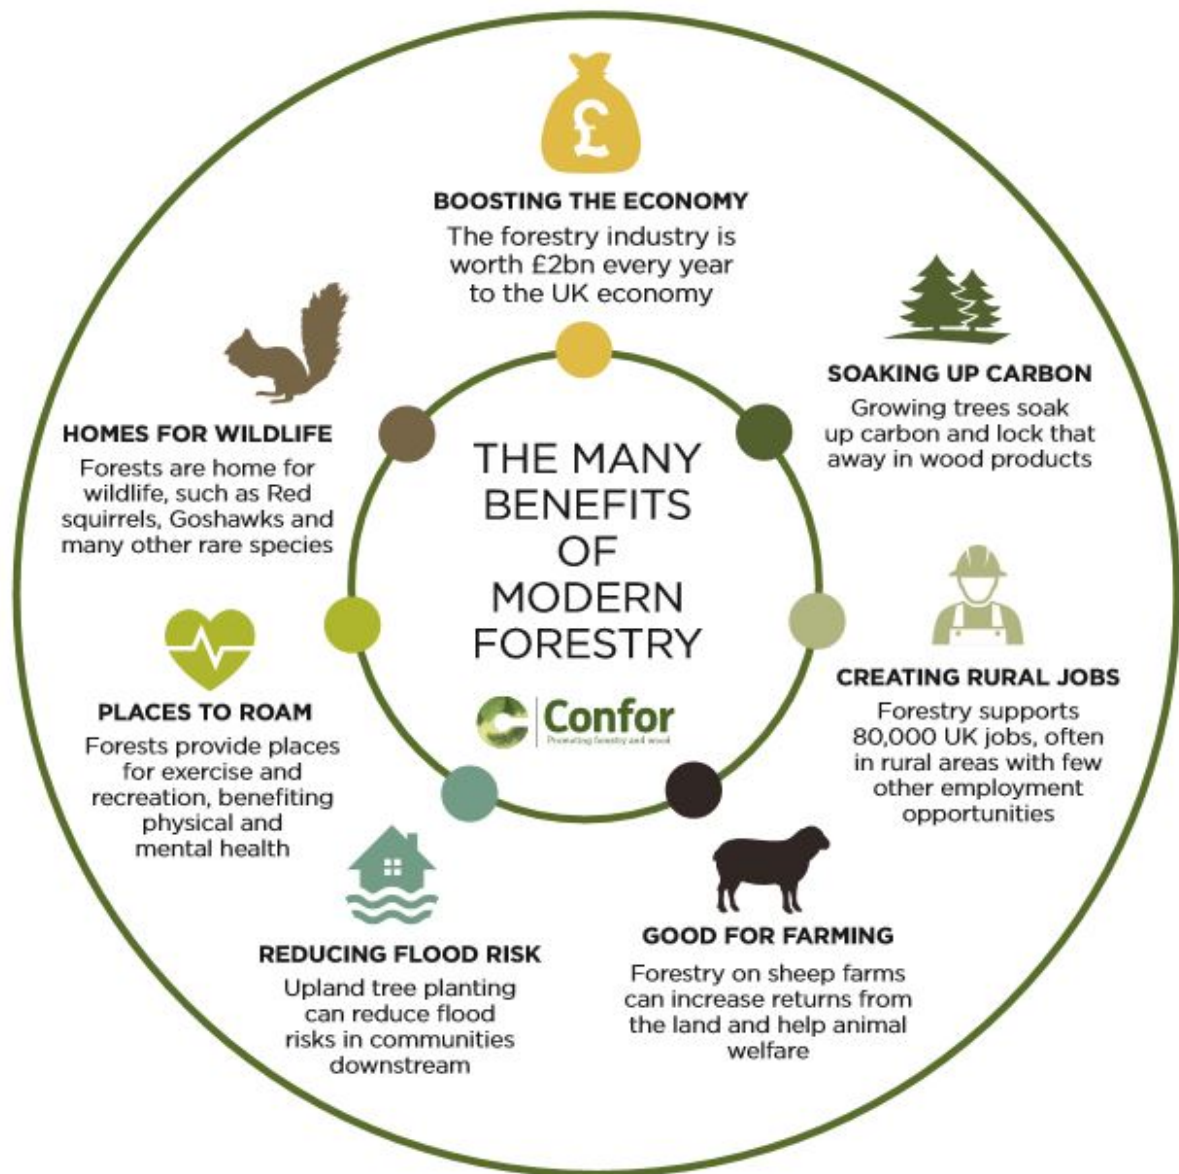 £
BOOSTING THE ECONOMY
The forestry industry is
worth £2bn every year
to the UK economy
SOAKING UP CARBON
Growing trees soak
up carbon and lock that
away in wood products
CREATING RURAL JOBS
Forestry supports
80,000 UK jobs, often
in rural areas with few
other employment
opportunities
GOOD FOR FARMING
Forestry on sheep farms
can increase returns from
the land and help animal
welfare
REDUCING FLOOD RISK
Upland tree planting
can reduce flood
risks in communities
downstream
PLACES TO ROAM
Forests provide places
for exercise and
recreation, benefiting
physical and
mental health
HOMES FOR WILDLIFE
Forests are home for
wildlife, such as Red
squirrels, Goshawks and
many other rare species
THE MANY
BENEFITS
OF
MODERN
FORESTRY
Confor
Promoting forestry and wood